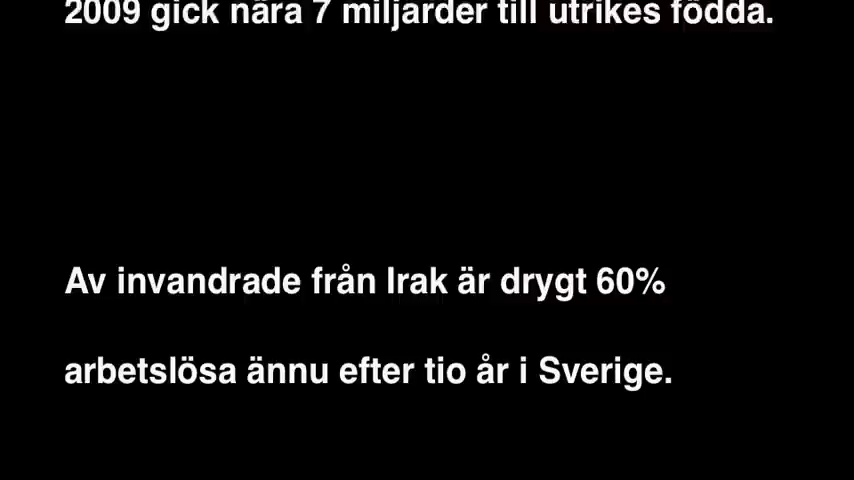 2009 gick nära 7 miljarder till utrikes födda.
Av invandrade från Irak är drygt 60%
arbetslösa ännu efter tio år i Sverige.